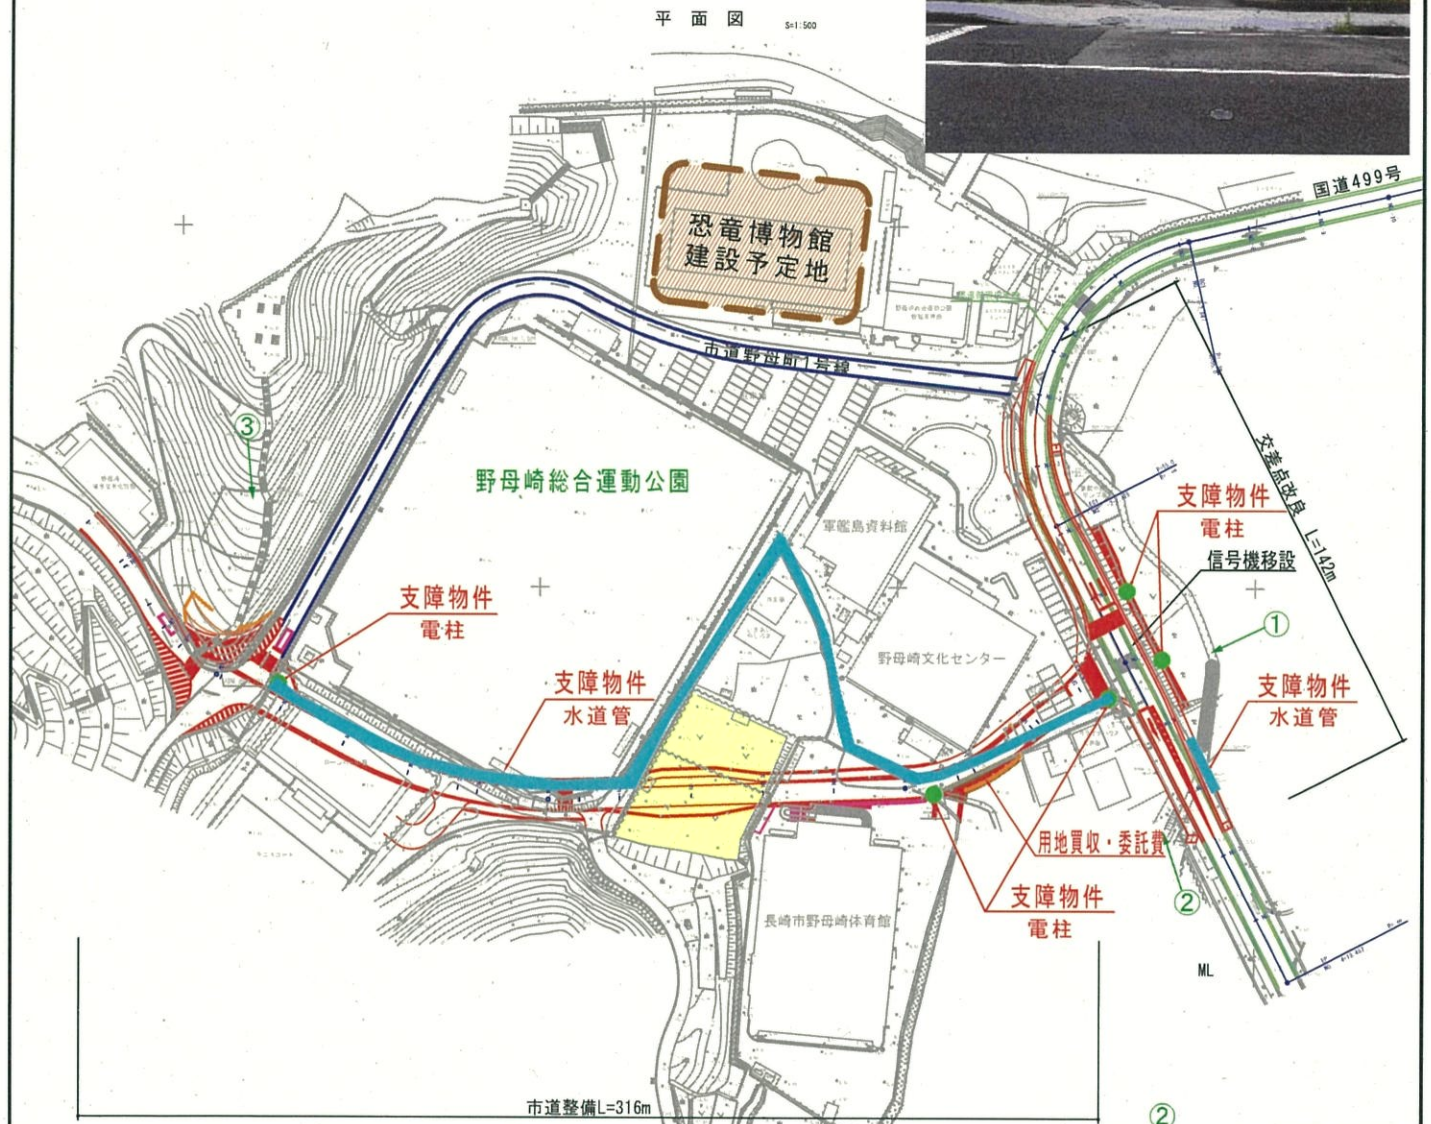 平面図
S=1:500
国道499号
恐竜博物館
建設予定地
市道野母町1号線
③
野母崎総合運動公園
交差点改良 L=142m
支障物件
電柱
軍艦島資料館
信号機移設
支障物件
電柱
①
野母崎文化センター
支障物件
水道管
支障物件
水道管
用地買収・委託費
支障物件
電柱
②
長崎市野母崎体育館
ML
市道整備L=316m
②